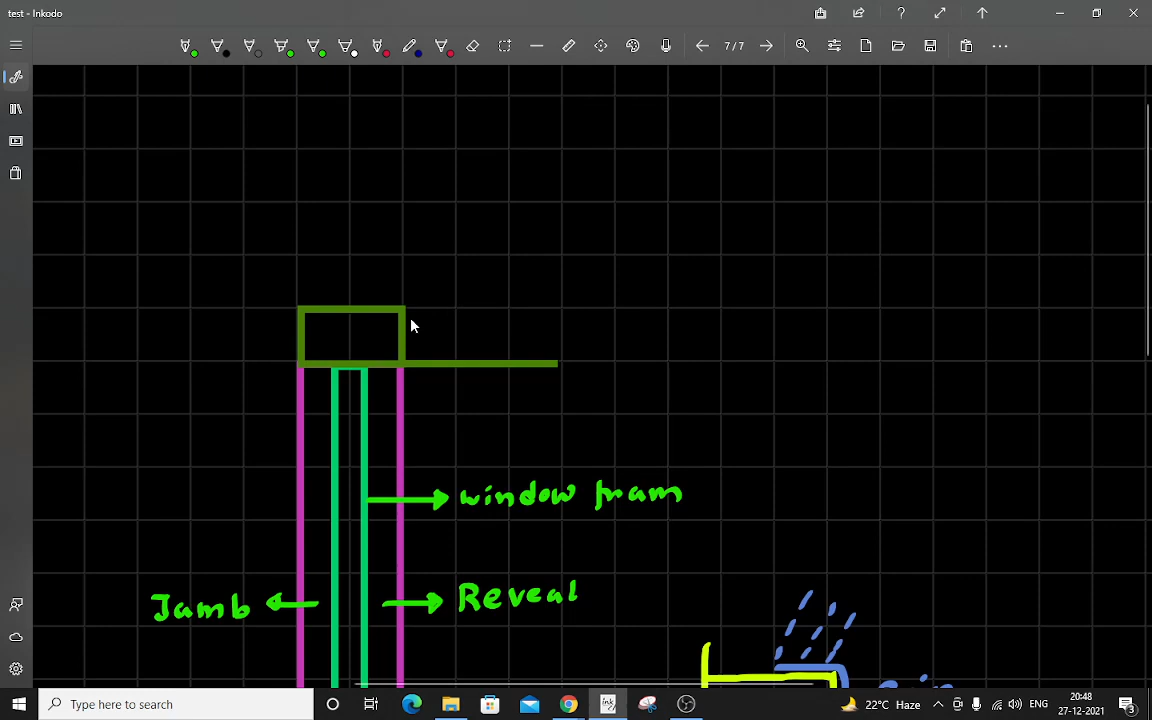 test - Inkodo
7/7
window fram
Jamb
Reveal
Type here to search
22°C Haze
ENG
20:48
27-12-2021
3